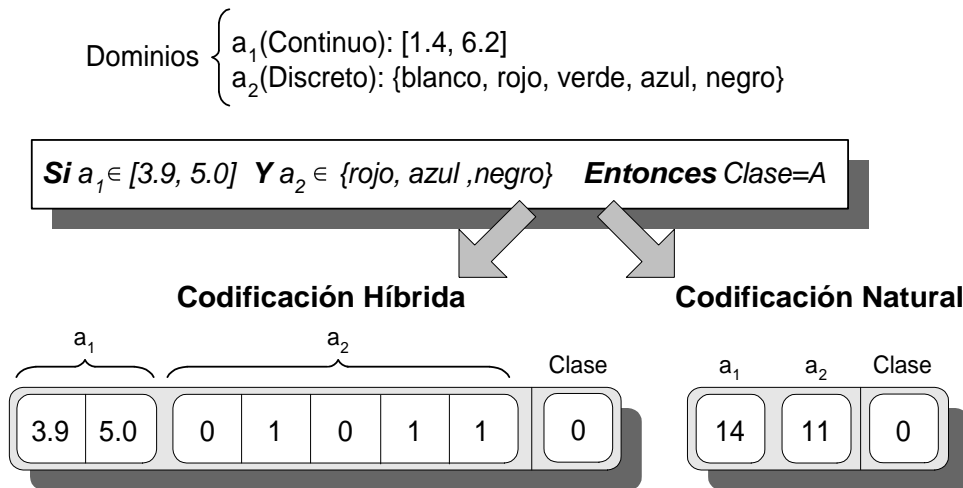 Dominios
a1(Continuo): [1.4, 6.2]
a2(Discreto): {blanco, rojo, verde, azul, negro}
Si a1∈ [3.9, 5.0] Y a2 ∈ {rojo, azul ,negro} Entonces Clase=A
Codificación Híbrida
a1 a2 Clase
3.9 5.0 0 1 0 1 1 0
Codificación Natural
a1 a2 Clase
14 11 0